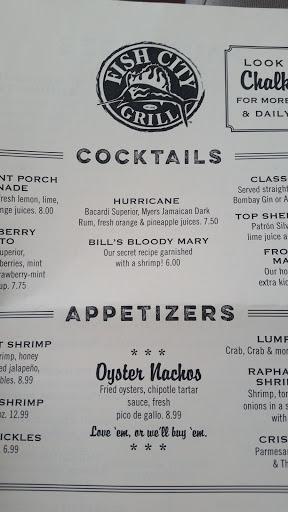 FISH CITY
GRILL
LOOK
Chalk
FOR MORE
& DAILY
COCKTAILS
NT PORCH
NADE
fresh lemon, lime,
nge juices. 8.00
BERRY
TO
uperior,
berries, mint
rawberry-mint
up. 7.75
HURRICANE
Bacardi Superior, Myers Jamaican Dark
Rum, fresh orange & pineapple juices. 7.50
BILL'S BLOODY MARY
Our secret recipe garnished
with a shrimp! 6.00
CLASS
Served straight
Bombay Gin or A
TOP SHE
Patrón Silv
lime juice a
FRO
MA
Our ho
extra kic
APPETIZERS
T SHRIMP
rimp, honey
ed jalapeño,
bles. 8.99
SHRIMP
oz. 12.99
ICKLES
6.99
* * *
Oyster Nachos
Fried oysters, chipotle tartar
sauce, fresh
pico de gallo. 8.99
Love 'em, or we'll buy 'em.
* * *
LUMP
Crab, Crab & mor
RAPHA
SHRIM
Shrimp, tom
onions in a s
with
CRIS
Parmesan
& Th